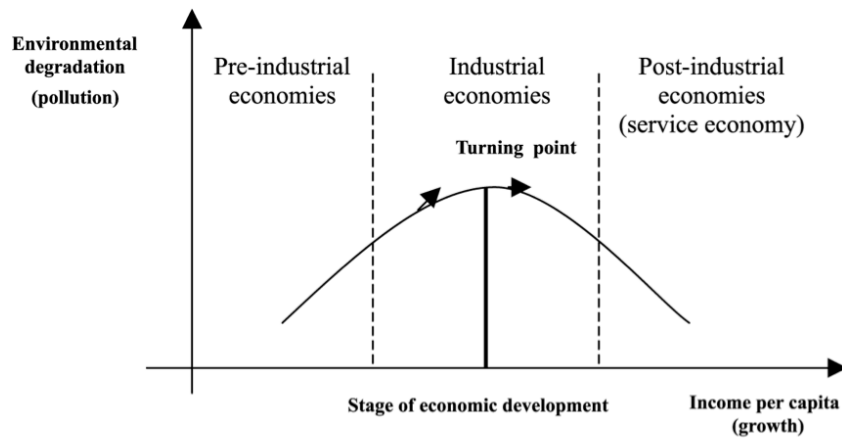 Environmental
degradation
(pollution)
Pre-industrial
economies
Industrial
economies
Post-industrial
economies
(service economy)
Turning point
Stage of economic development
Income per capita
(growth)